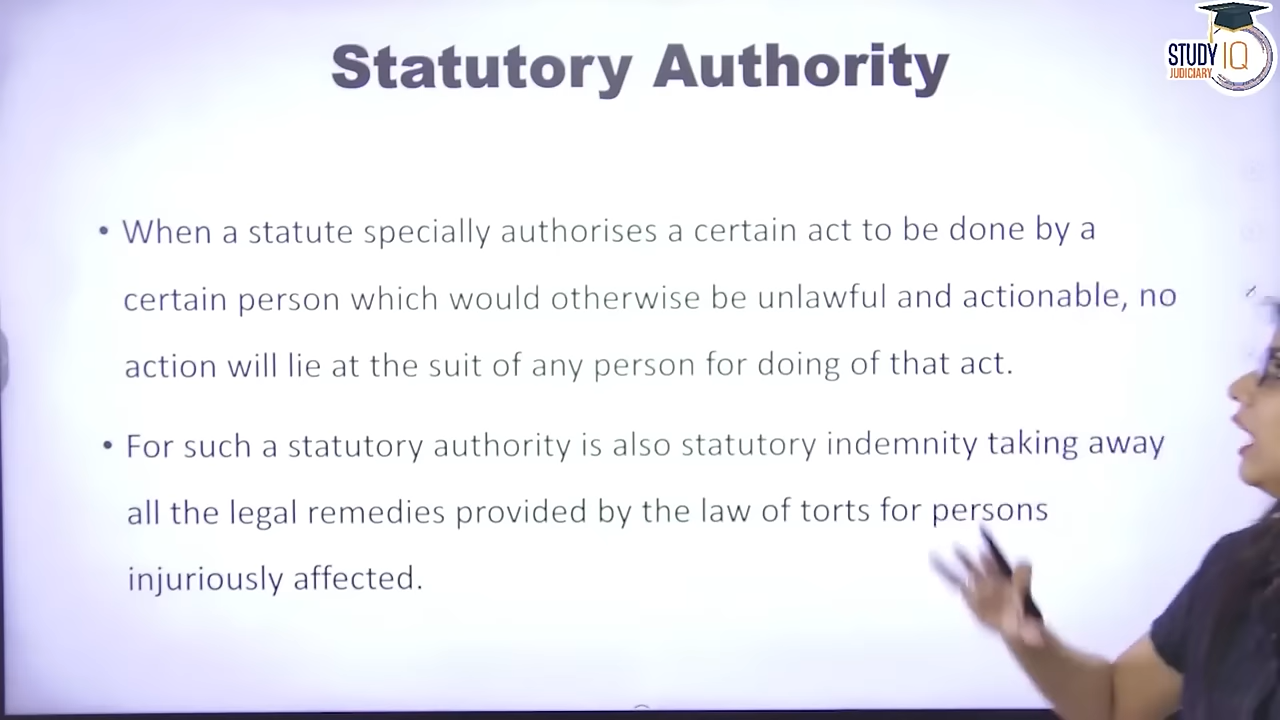 Statutory Authority
STUDY IQ
JUDICIARY
• When a statute specially authorises a certain act to be done by a
certain person which would otherwise be unlawful and actionable, no
action will lie at the suit of any person for doing of that act.
• For such a statutory authority is also statutory indemnity taking away
all the legal remedies provided by the law of torts for persons
injuriously affected.